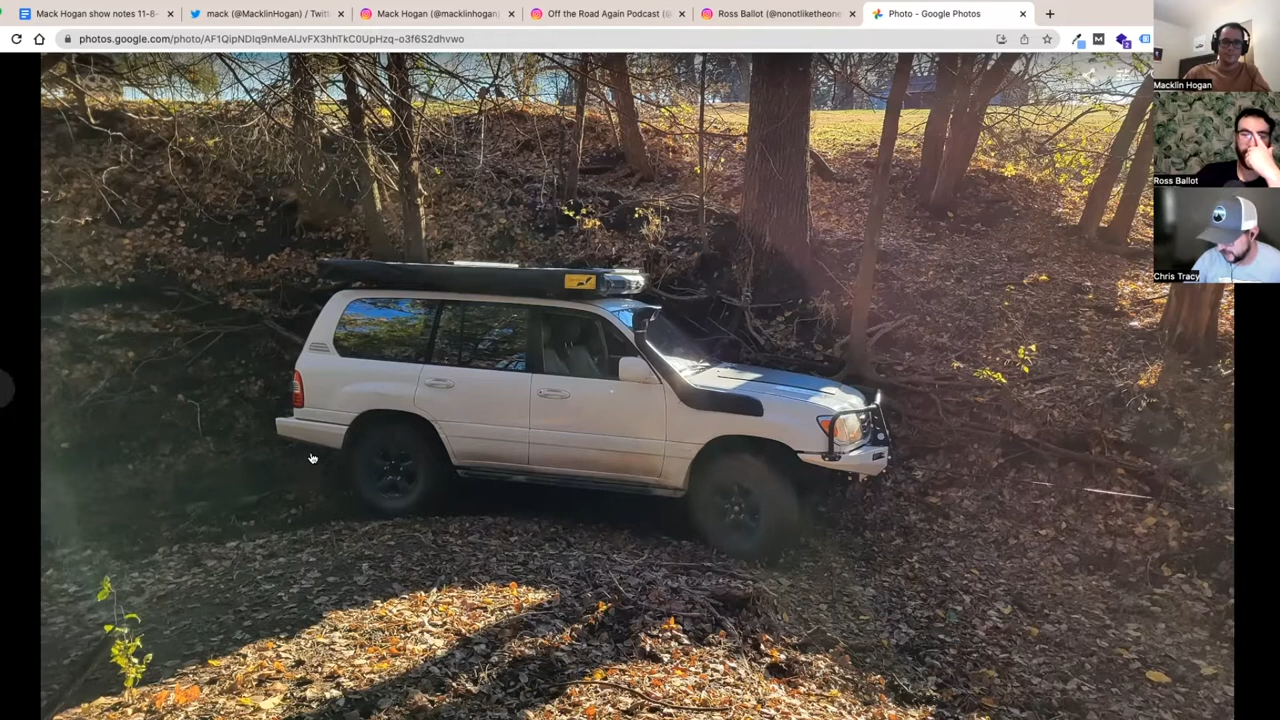 Mack Hogan show notes 11-8-
mack (@MacklinHogan) / Twitt
Mack Hogan (@macklinhogan)
Off the Road Again Podcast (@
Ross Ballot (@nonotliketheone
Photo - Google Photos
photos.google.com/photo/AF1QipNDIq9nMeAIJvFX3hhTkC0UpHzq-o3f6S2dhvwo
Macklin Hogan
Ross Ballot
Chris Tracy